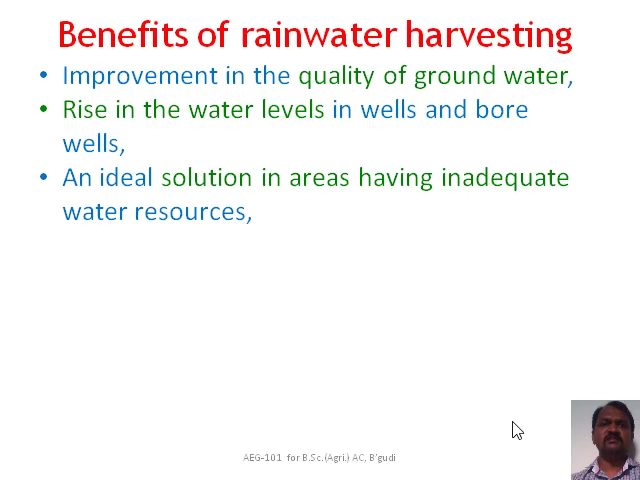 Benefits of rainwater harvesting
• Improvement in the quality of ground water,
• Rise in the water levels in wells and bore
wells,
• An ideal solution in areas having inadequate
water resources,
AEG-101 for B.Sc.(Agri.) AC, B'gudi